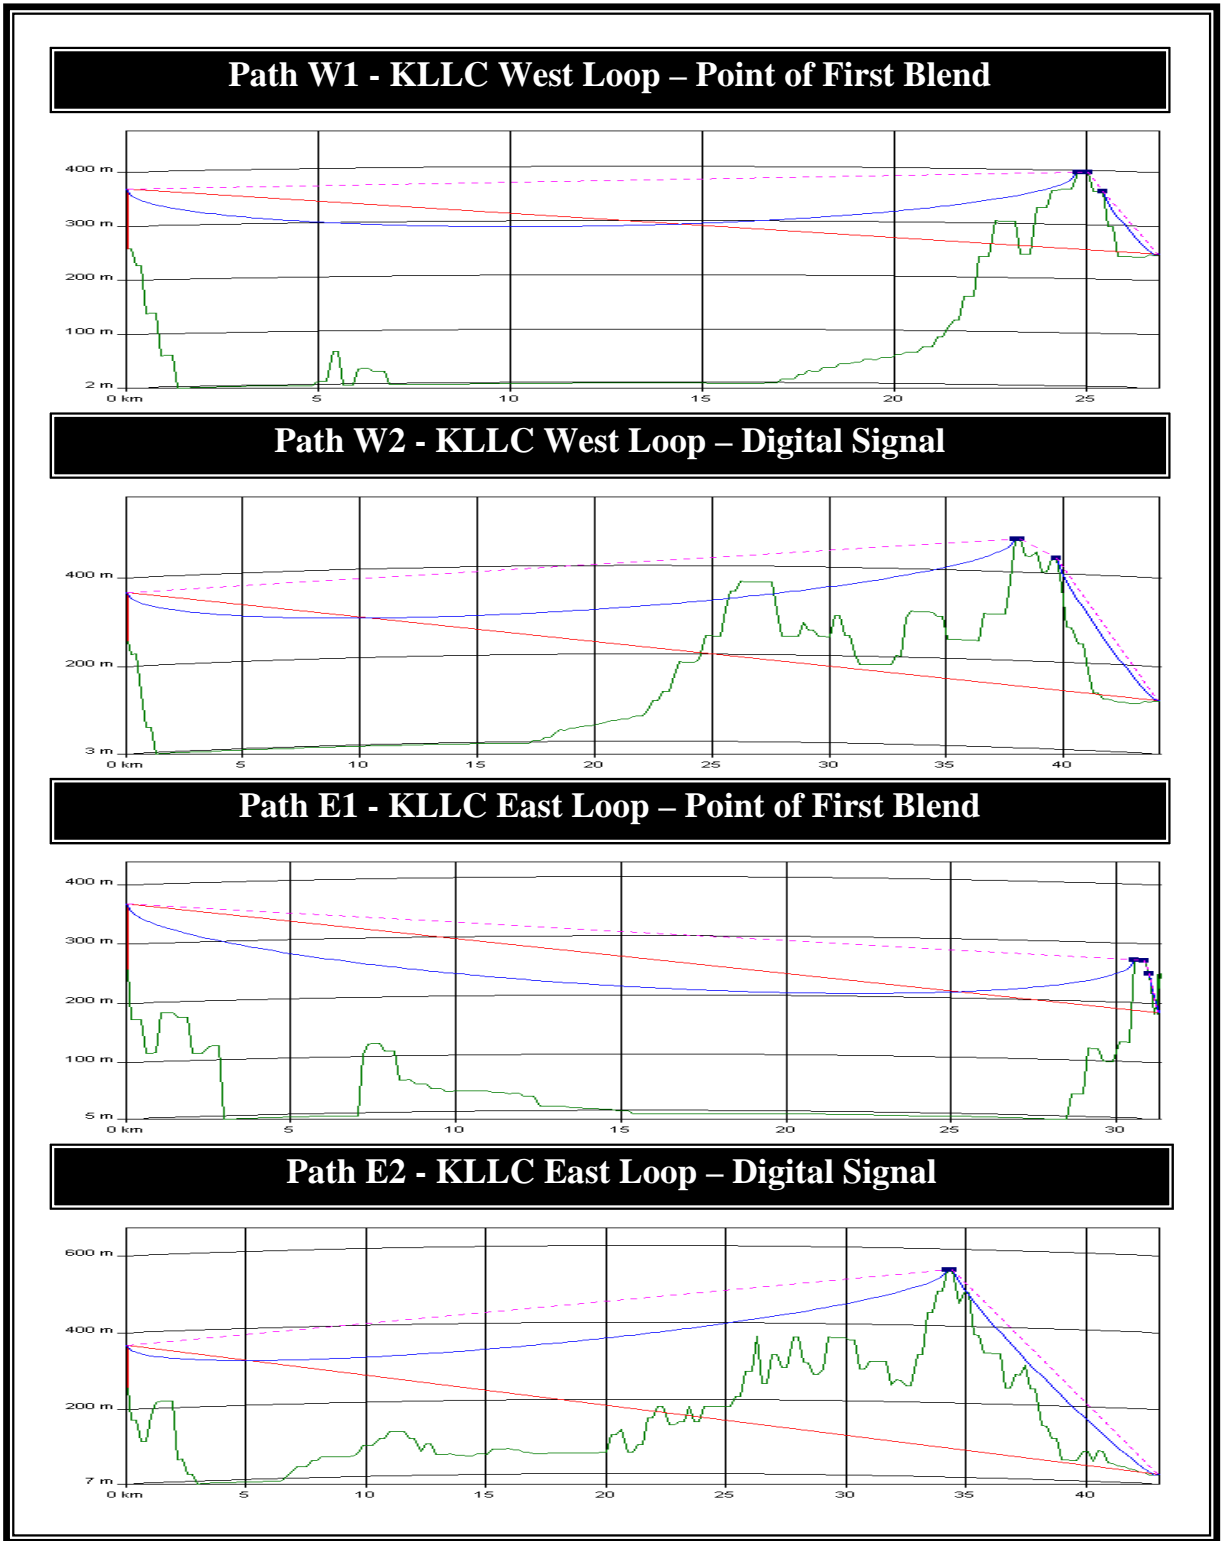 Path W1 - KLLC West Loop – Point of First Blend
400 m
300 m
200 m
100 m
2 m
0 km 5 10 15 20 25
Path W2 - KLLC West Loop – Digital Signal
400 m
200 m
3 m
0 km 5 10 15 20 25 30 35 40
Path E1 - KLLC East Loop – Point of First Blend
400 m
300 m
200 m
100 m
5 m
0 km 5 10 15 20 25 30
Path E2 - KLLC East Loop – Digital Signal
600 m
400 m
200 m
7 m
0 km 5 10 15 20 25 30 35 40